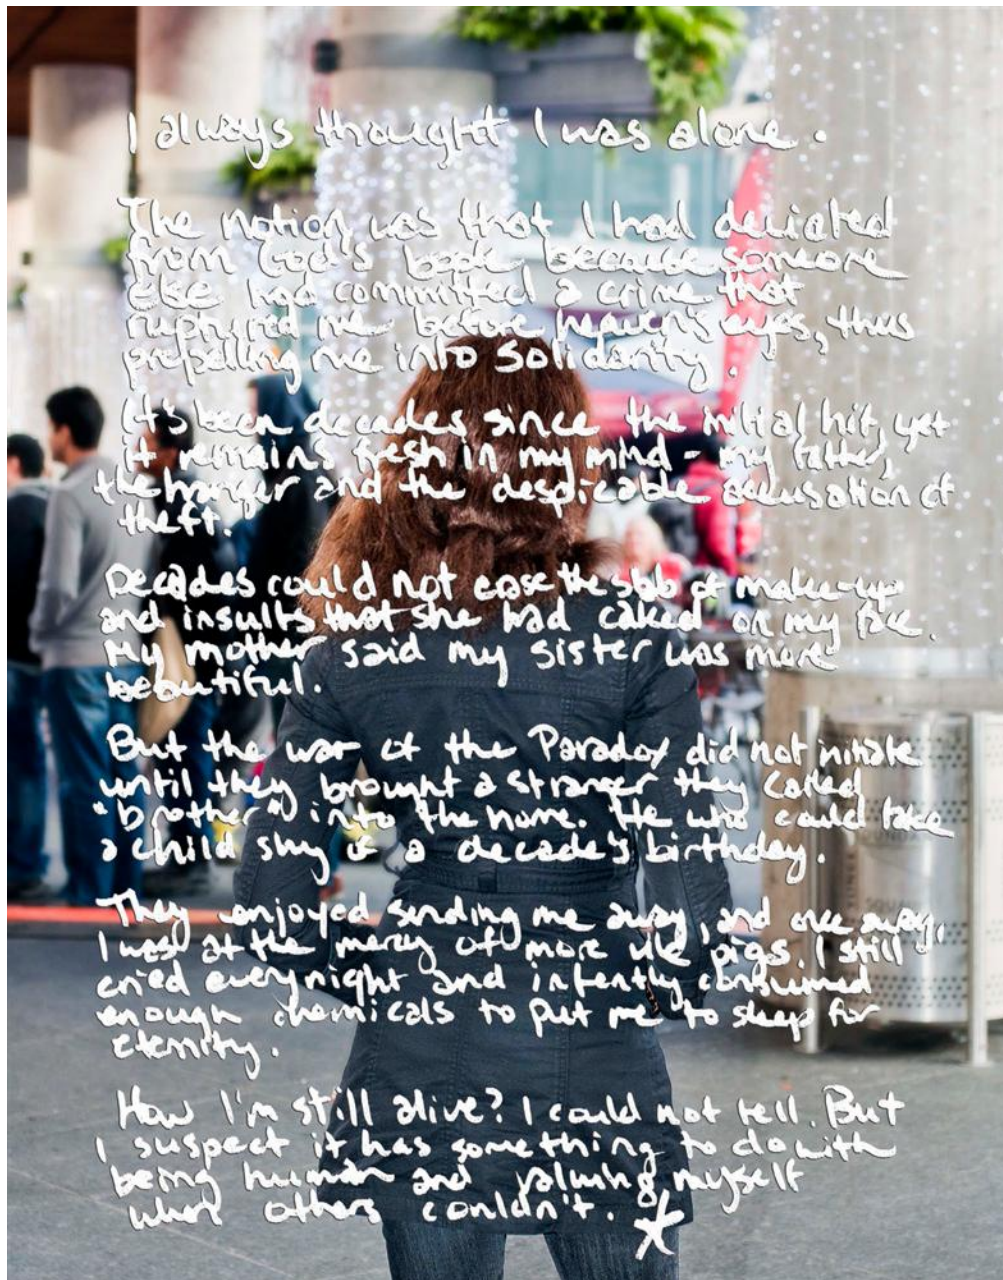 I always thought I was alone.
The notion was that I had deviated
from God's book, because someone
else had committed a crime that
ruptured me before heaven's eyes, thus
propelling me into solidarity.
It's been decades since the initial hit, yet
it remains fresh in my mind - my father,
the hanger and the despicable accusation of
theft.
Decades could not ease the stab of make-up
and insults that she had caked on my face.
My mother said my sister was more
beautiful.
But the war of the Paradox did not initiate
until they brought a stranger they called
"brother" into the home. He who could take
a child shy of a decade's birthday.
They enjoyed sending me away, and once away,
I was at the mercy of more vile pigs. I still
cried every night and intently consumed
enough chemicals to put me to sleep for
eternity.
How I'm still alive? I could not tell. But
I suspect it has something to do with
being human and valuing myself
when others couldn't.